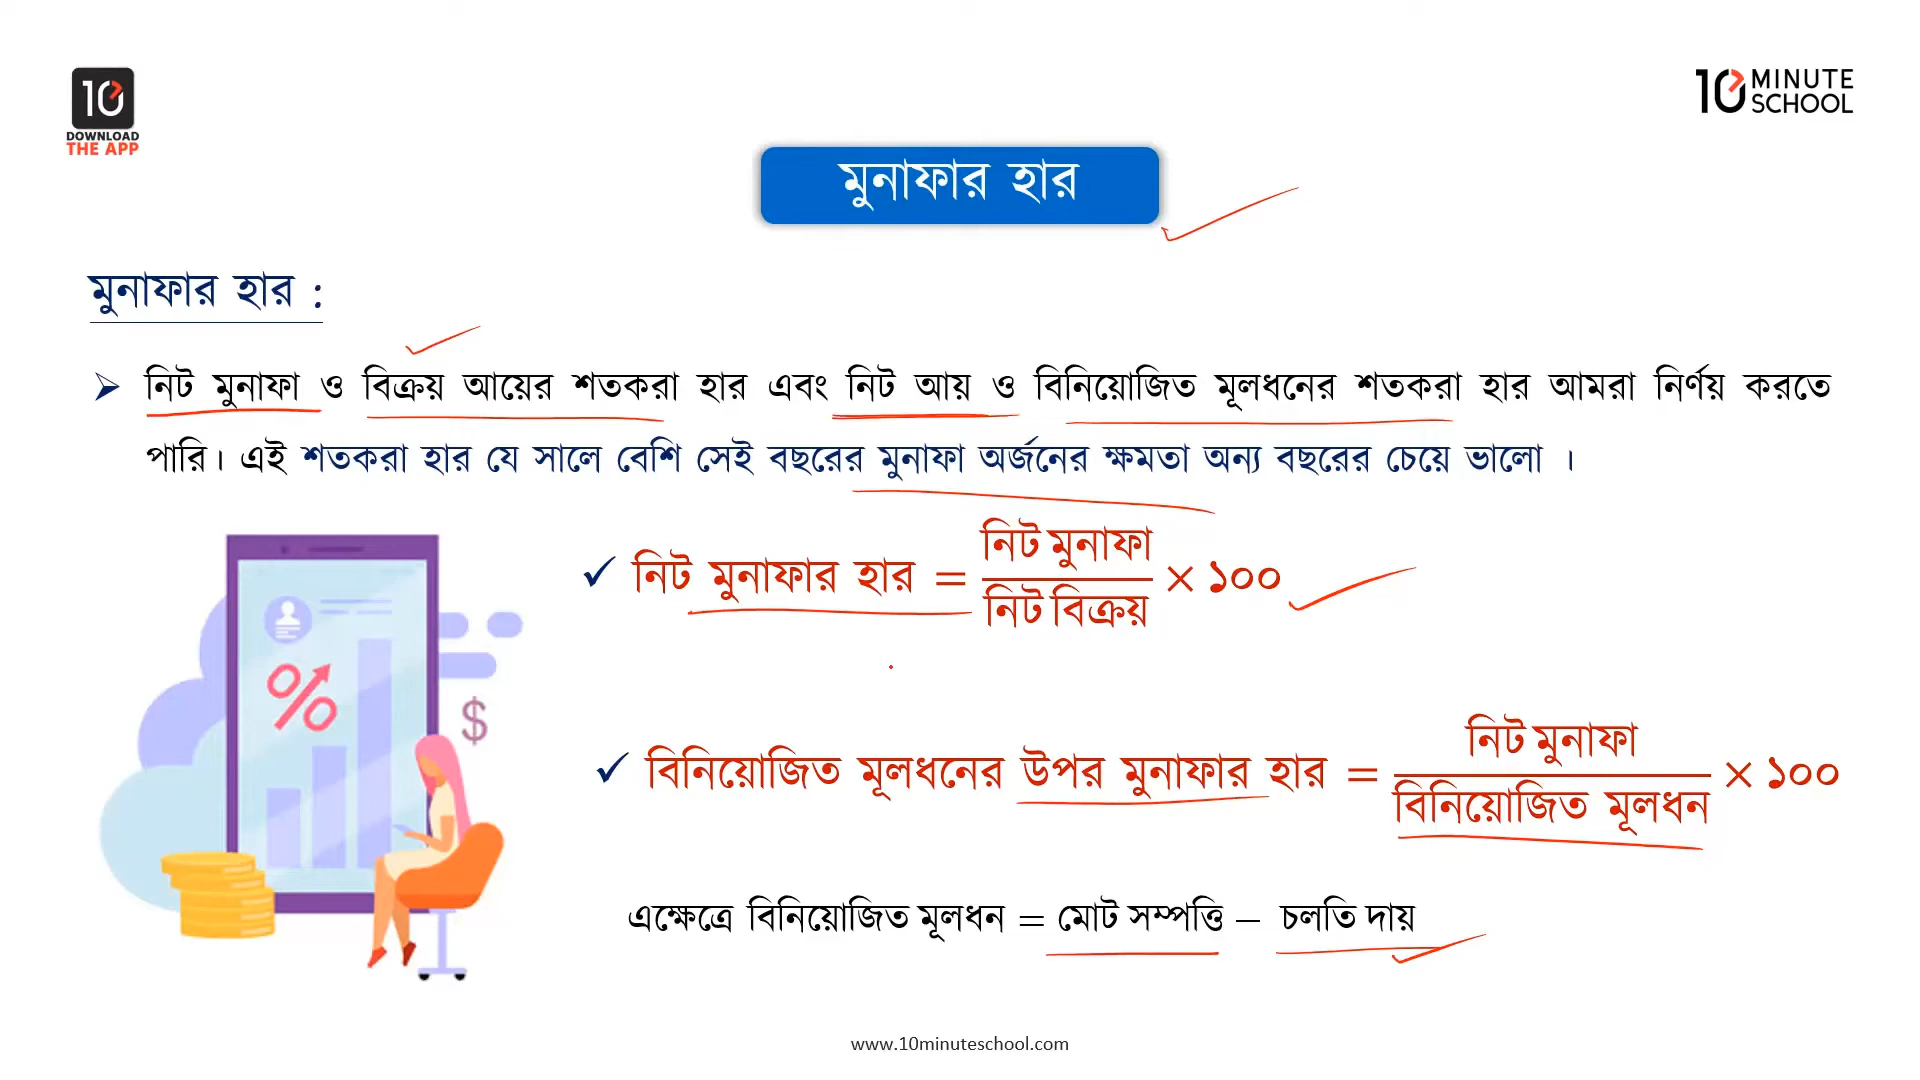 10
DOWNLOAD
THE APP
10 MINUTE
SCHOOL
মুনাফার হার
মুনাফার হার :
➢ নিট মুনাফা ও বিক্রয় আয়ের শতকরা হার এবং নিট আয় ও বিনিয়োজিত মূলধনের শতকরা হার আমরা নির্ণয় করতে
পারি। এই শতকরা হার যে সালে বেশি সেই বছরের মুনাফা অর্জনের ক্ষমতা অন্য বছরের চেয়ে ভালো ।
✓ নিট মুনাফার হার = নিট মুনাফা / নিট বিক্রয় × ১০০
%
$
✓ বিনিয়োজিত মূলধনের উপর মুনাফার হার = নিট মুনাফা / বিনিয়োজিত মূলধন × ১০০
এক্ষেত্রে বিনিয়োজিত মূলধন = মোট সম্পত্তি – চলতি দায়
www.10minuteschool.com